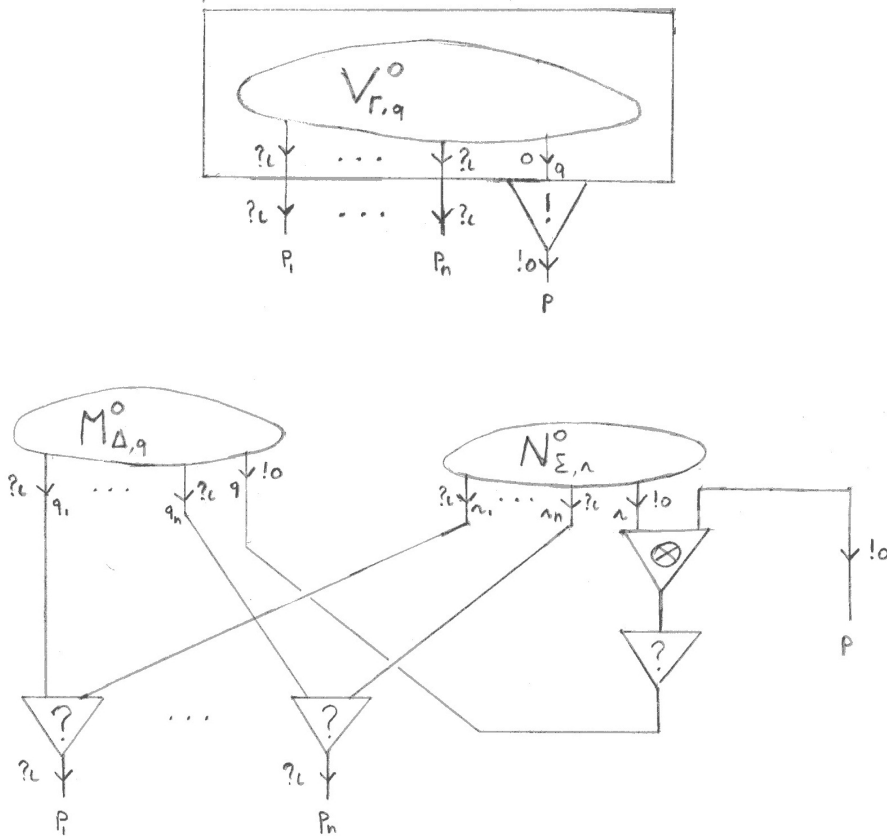 V°Γ,q
?ι ... ?ι o q
?ι ... ?ι !
p₁ pₙ !o
p
M°Δ,q N°Σ,r
?ι ... ?ι q !o ?ι ... ?ι r !o
q₁ qₙ r₁ rₙ
⊗ !o
? p
? ... ?
?ι ?ι
p₁ pₙ